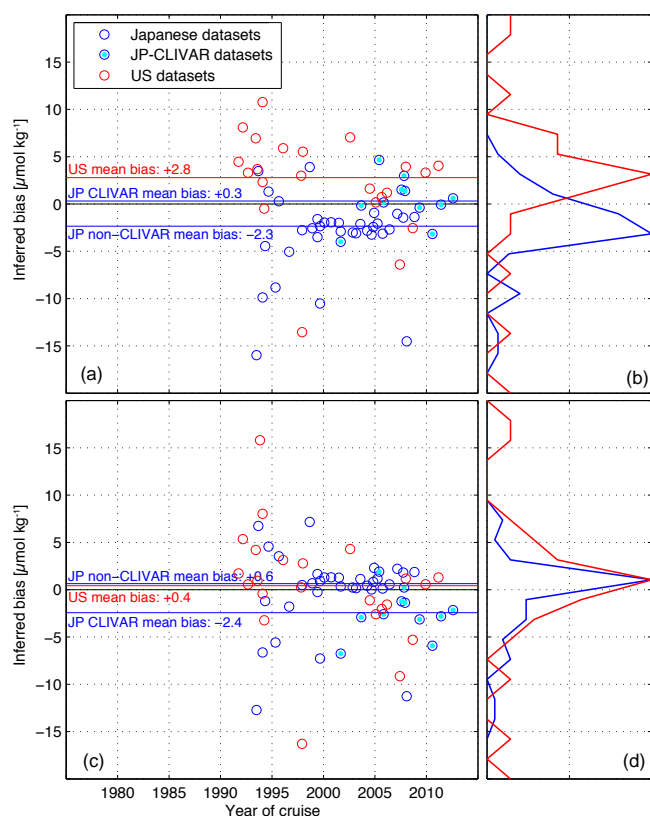 Japanese datasets
JP-CLIVAR datasets
US datasets
US mean bias: +2.8
JP CLIVAR mean bias: +0.3
JP non-CLIVAR mean bias: −2.3
15
10
5
0
−5
−10
−15
Inferred bias [μmol kg⁻¹]
(a)
(b)
JP non-CLIVAR mean bias: +0.6
US mean bias: +0.4
JP CLIVAR mean bias: −2.4
15
10
5
0
−5
−10
−15
Inferred bias [μmol kg⁻¹]
(c)
(d)
1980 1985 1990 1995 2000 2005 2010
Year of cruise